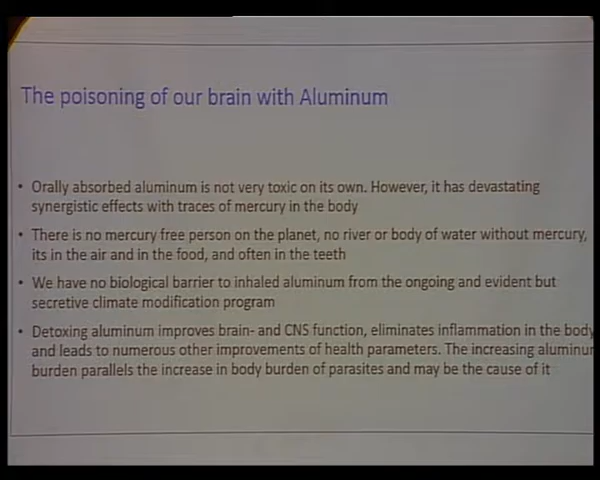 The poisoning of our brain with Aluminum
• Orally absorbed aluminum is not very toxic on its own. However, it has devastating
synergistic effects with traces of mercury in the body
• There is no mercury free person on the planet, no river or body of water without mercury,
its in the air and in the food, and often in the teeth
• We have no biological barrier to inhaled aluminum from the ongoing and evident but
secretive climate modification program
• Detoxing aluminum improves brain- and CNS function, eliminates inflammation in the body
and leads to numerous other improvements of health parameters. The increasing aluminum
burden parallels the increase in body burden of parasites and may be the cause of it